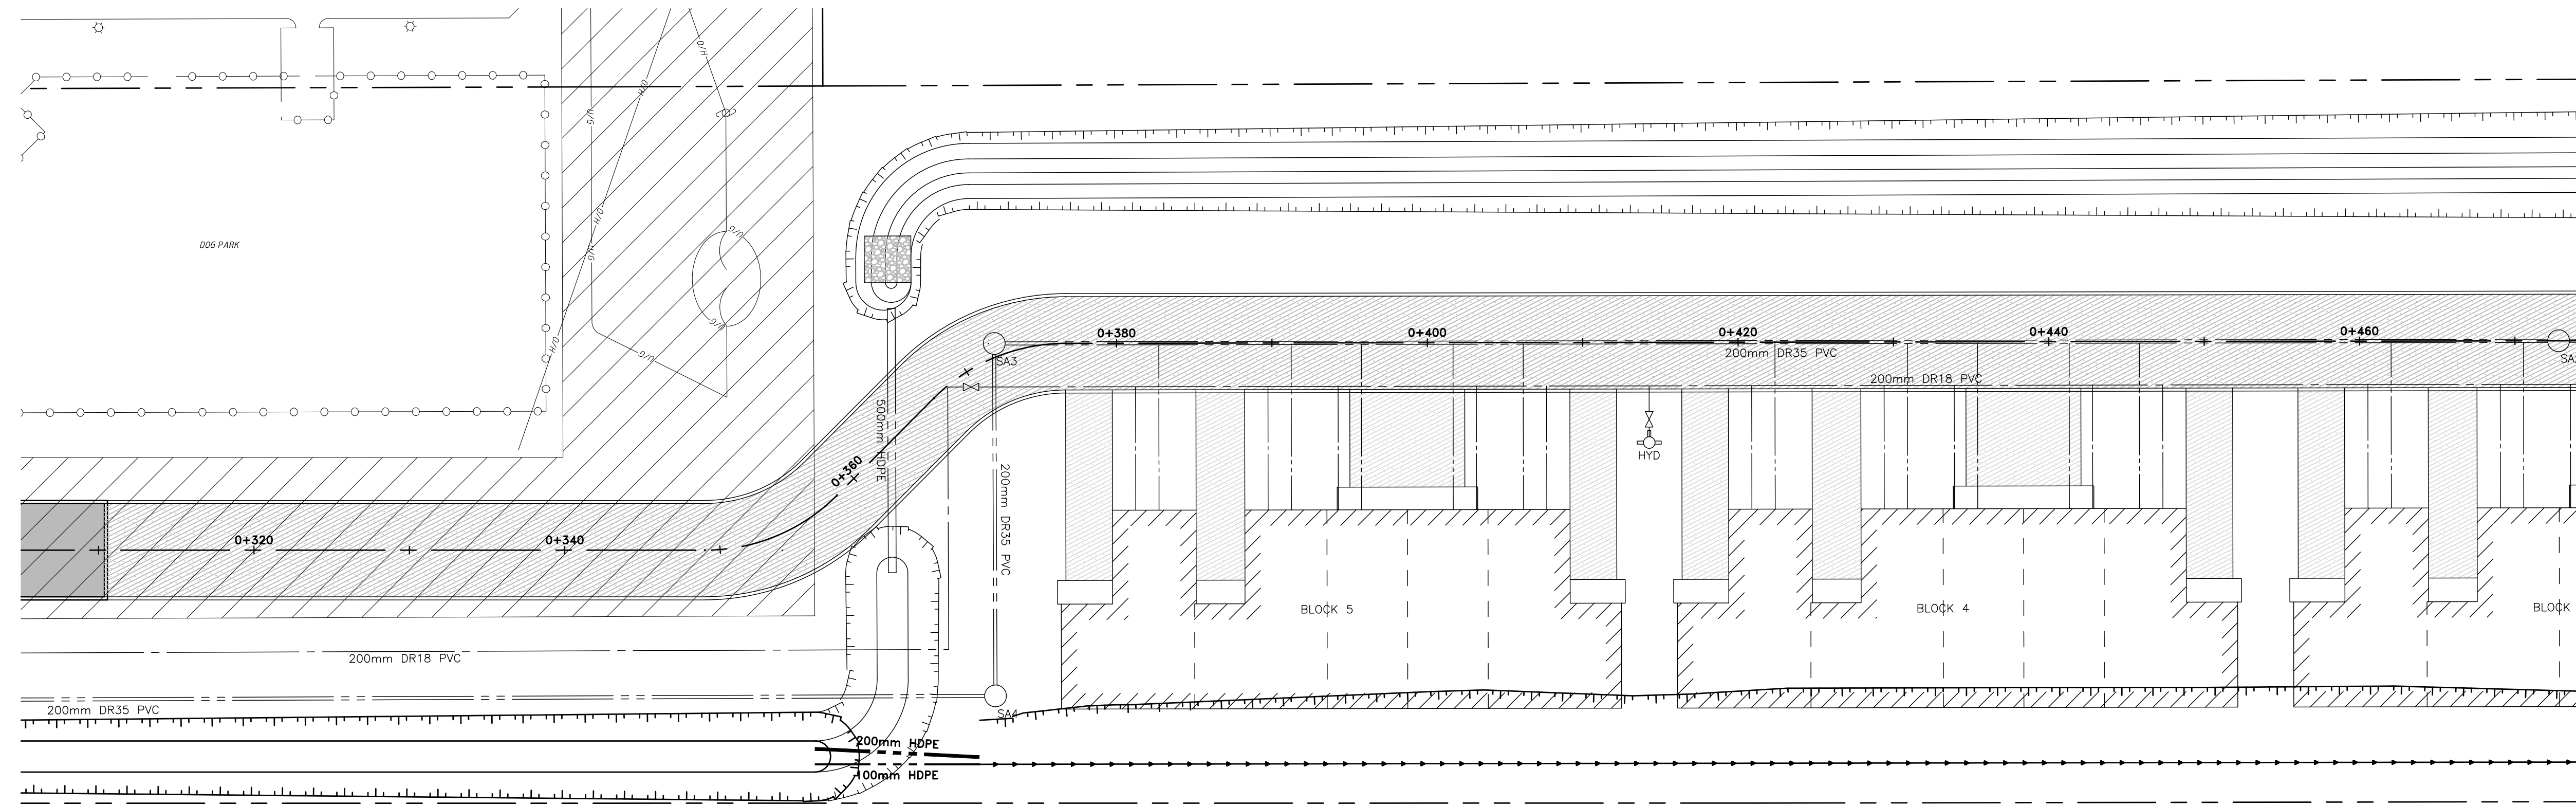 O/H
O/H
U/G
O/H
U/G
DOG PARK
U/G
O/H
U/G
O/H
U/G
0+380
0+400
0+420
0+440
0+460
SA3
200mm DR35 PVC
200mm DR18 PVC
500mm HDPE
HYD
0+360
200mm DR35 PVC
0+320
0+340
BLOCK 5
BLOCK 4
BLOCK
200mm DR18 PVC
200mm DR35 PVC
SA4
200mm HDPE
100mm HDPE